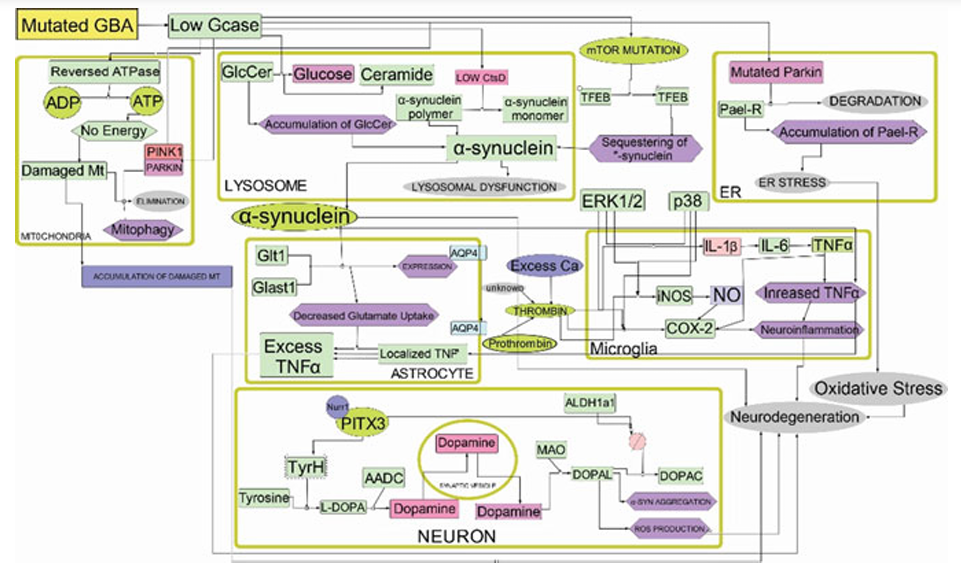 Mutated GBA
Low Gcase
Reversed ATPase
ADP
ATP
No Energy
PINK1
PARKIN
Damaged Mt
ELIMINATION
Mitophagy
MITOCHONDRIA
ACCUMULATION OF DAMAGED MT
GlcCer
Glucose
Ceramide
LOW CtsD
α-synuclein
polymer
α-synuclein
monomer
Accumulation of GlcCer
α-synuclein
LYSOSOMAL DYSFUNCTION
LYSOSOME
mTOR MUTATION
TFEB
TFEB
Sequestering of
*-synuclein
Mutated Parkin
Pael-R
DEGRADATION
Accumulation of Pael-R
ER STRESS
ER
α-synuclein
Glt1
Glast1
EXPRESSION
AQP4
Decreased Glutamate Uptake
AQP4
Excess
TNFα
Localized TNF*
ASTROCYTE
Excess Ca
unknown
THROMBIN
Prothrombin
ERK1/2
p38
IL-1β
IL-6
TNFα
iNOS
NO
Inreased TNFα
COX-2
Neuroinflammation
Microglia
Oxidative Stress
Neurodegeneration
Nurr1
PITX3
ALDH1a1
TyrH
Tyrosine
L-DOPA
AADC
Dopamine
Dopamine
SYNAPTIC VESICLE
Dopamine
MAO
DOPAL
DOPAC
α-SYN AGGREGATION
ROS PRODUCTION
NEURON